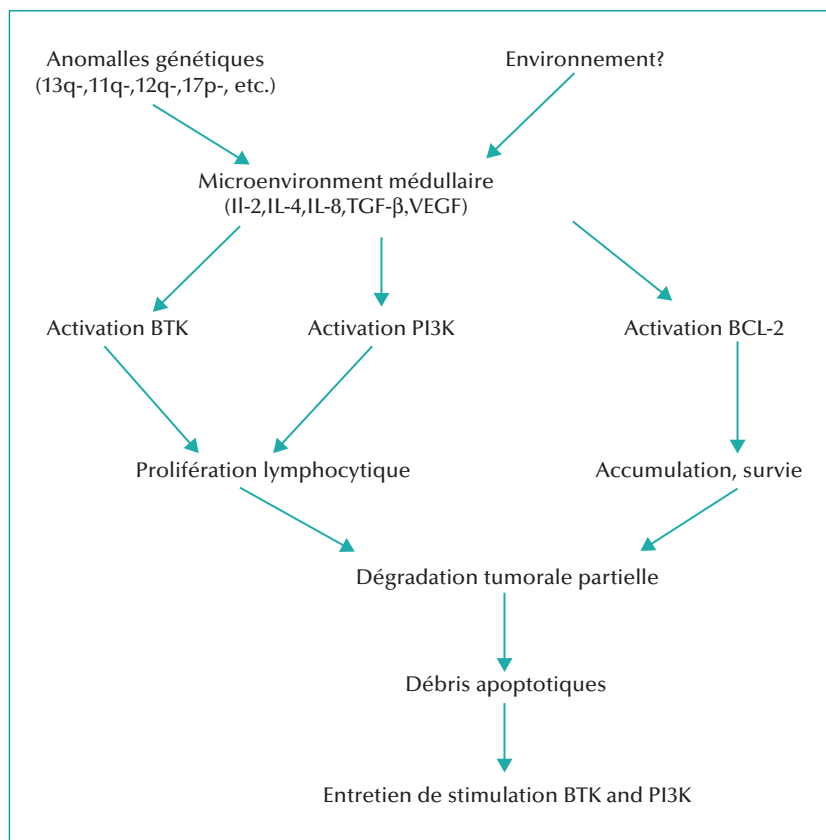 Anomalles génétiques
(13q-,11q-,12q-,17p-, etc.)
Environnement?
Microenvironment médullaire
(Il-2,IL-4,IL-8,TGF-β,VEGF)
Activation BTK
Activation PI3K
Activation BCL-2
Prolifération lymphocytique
Accumulation, survie
Dégradation tumorale partielle
Débris apoptotiques
Entretien de stimulation BTK and PI3K